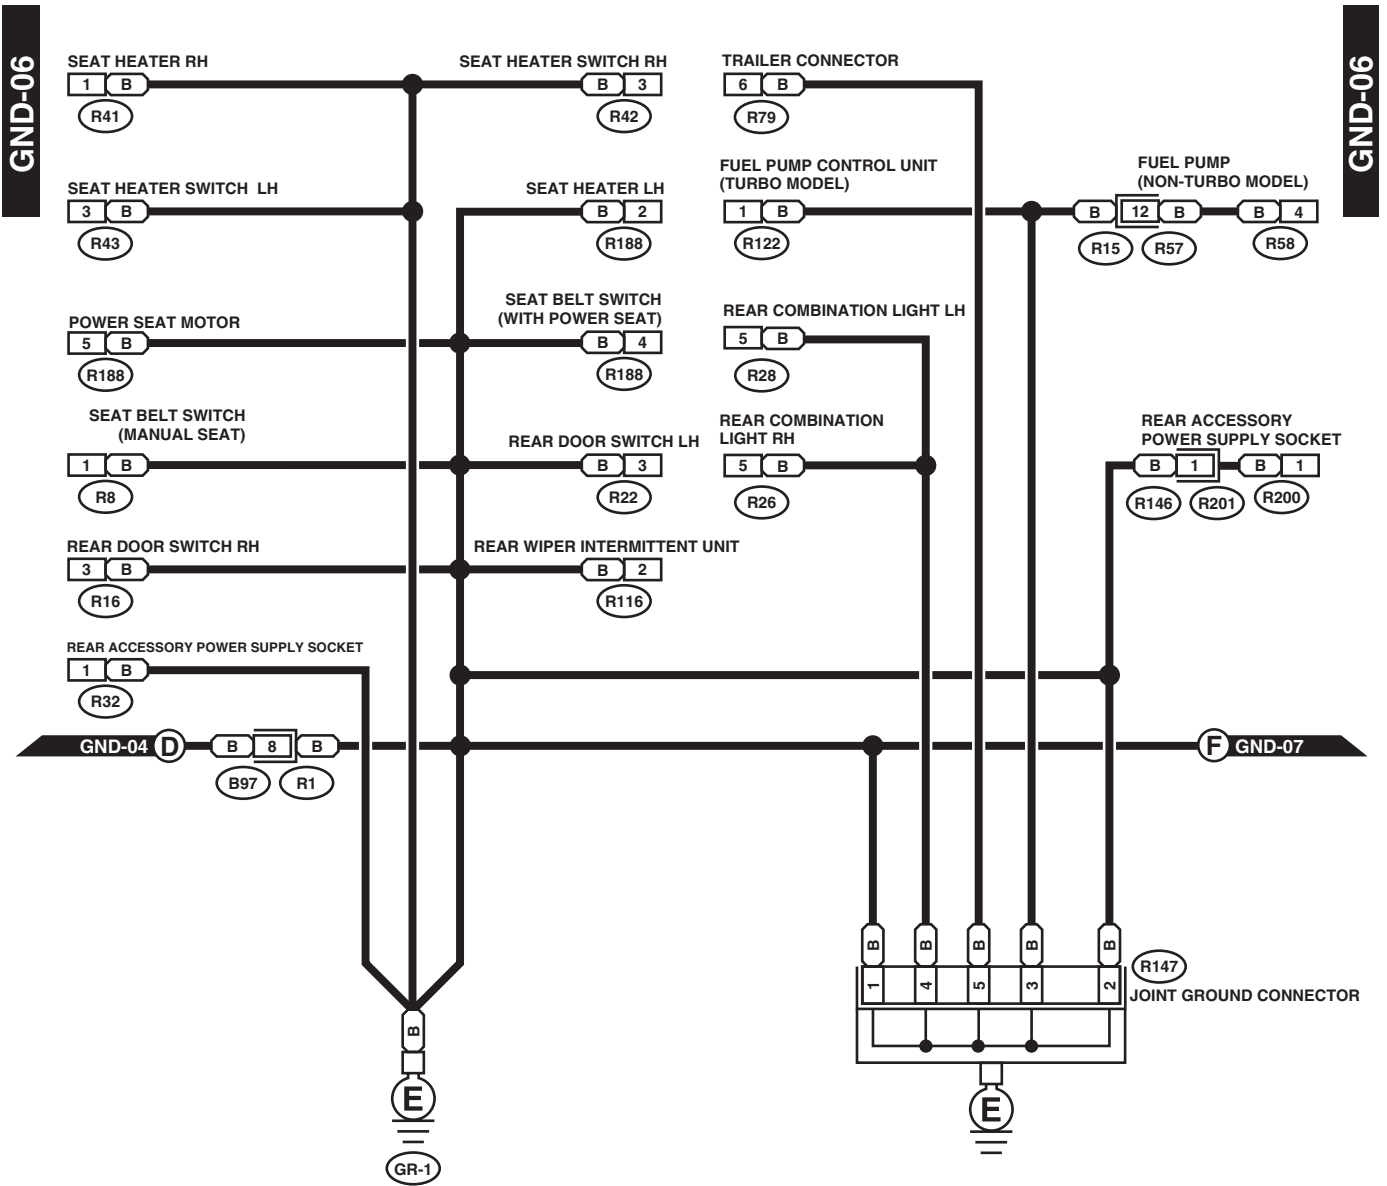 GND-06
GND-06
SEAT HEATER RH
1 B
R41
SEAT HEATER SWITCH RH
B 3
R42
TRAILER CONNECTOR
6 B
R79
SEAT HEATER SWITCH LH
3 B
R43
SEAT HEATER LH
B 2
R188
FUEL PUMP CONTROL UNIT
(TURBO MODEL)
1 B
R122
FUEL PUMP
(NON-TURBO MODEL)
B 12 B B 4
R15 R57 R58
POWER SEAT MOTOR
5 B
R188
SEAT BELT SWITCH
(WITH POWER SEAT)
B 4
R188
REAR COMBINATION LIGHT LH
5 B
R28
SEAT BELT SWITCH
(MANUAL SEAT)
1 B
R8
REAR DOOR SWITCH LH
B 3
R22
REAR COMBINATION
LIGHT RH
5 B
R26
REAR ACCESSORY
POWER SUPPLY SOCKET
B 1 B 1
R146 R201 R200
REAR DOOR SWITCH RH
3 B
R16
REAR WIPER INTERMITTENT UNIT
B 2
R116
REAR ACCESSORY POWER SUPPLY SOCKET
1 B
R32
GND-04 D B 8 B
B97 R1
F GND-07
B B B B B
1 4 5 3 2
R147
JOINT GROUND CONNECTOR
B
E
GR-1
E